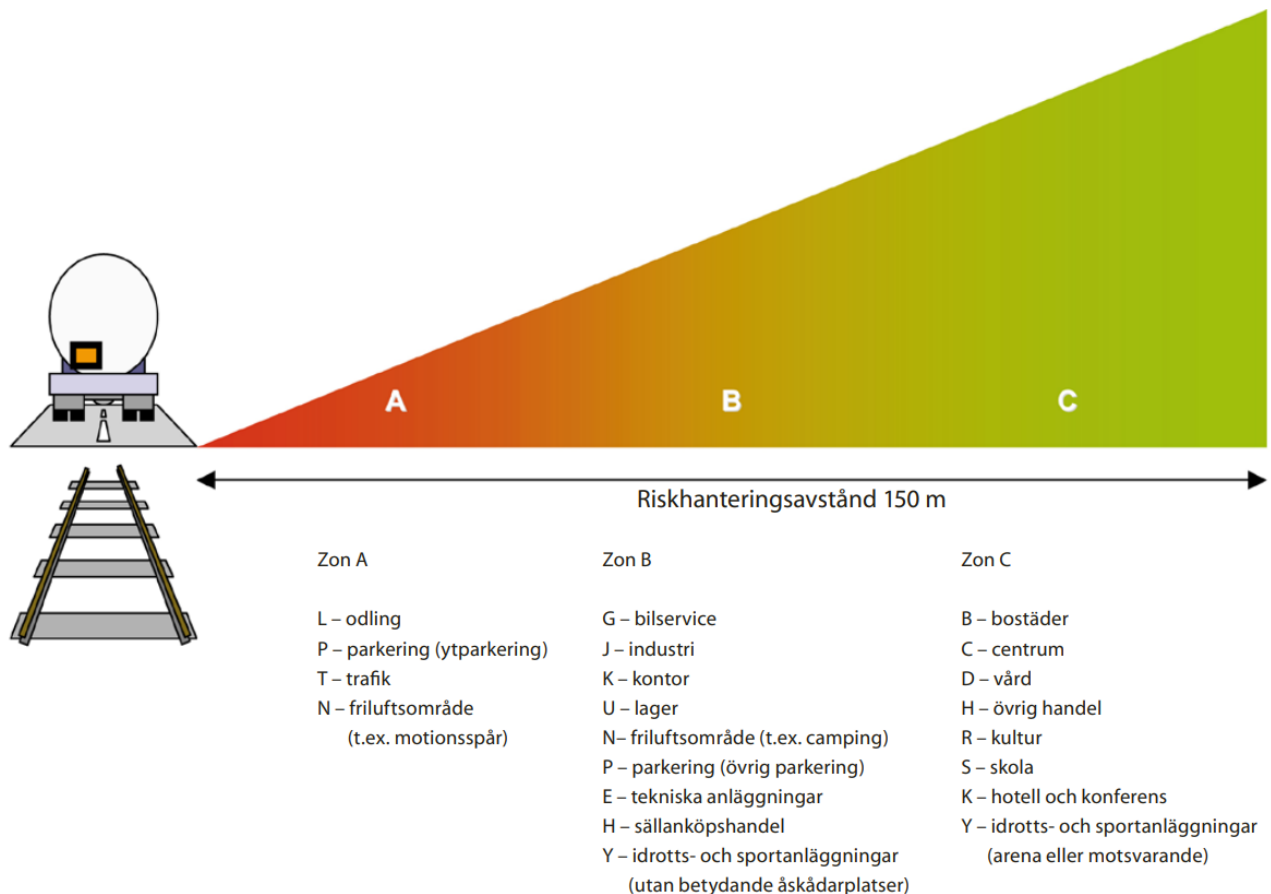 A
B
C
Riskhanteringsavstånd 150 m
Zon A
L – odling
P – parkering (ytparkering)
T – trafik
N – friluftsområde
(t.ex. motionsspår)
Zon B
G – bilservice
J – industri
K – kontor
U – lager
N– friluftsområde (t.ex. camping)
P – parkering (övrig parkering)
E – tekniska anläggningar
H – sällanköpshandel
Y – idrotts- och sportanläggningar
(utan betydande åskådarplatser)
Zon C
B – bostäder
C – centrum
D – vård
H – övrig handel
R – kultur
S – skola
K – hotell och konferens
Y – idrotts- och sportanläggningar
(arena eller motsvarande)